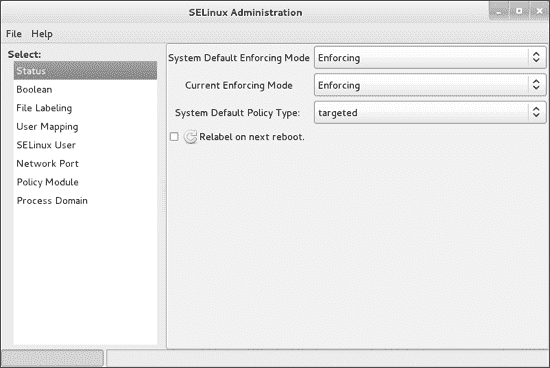 SELinux Administration
File Help
Select:
Status
Boolean
File Labeling
User Mapping
SELinux User
Network Port
Policy Module
Process Domain
System Default Enforcing Mode Enforcing
Current Enforcing Mode Enforcing
System Default Policy Type: targeted
Relabel on next reboot.